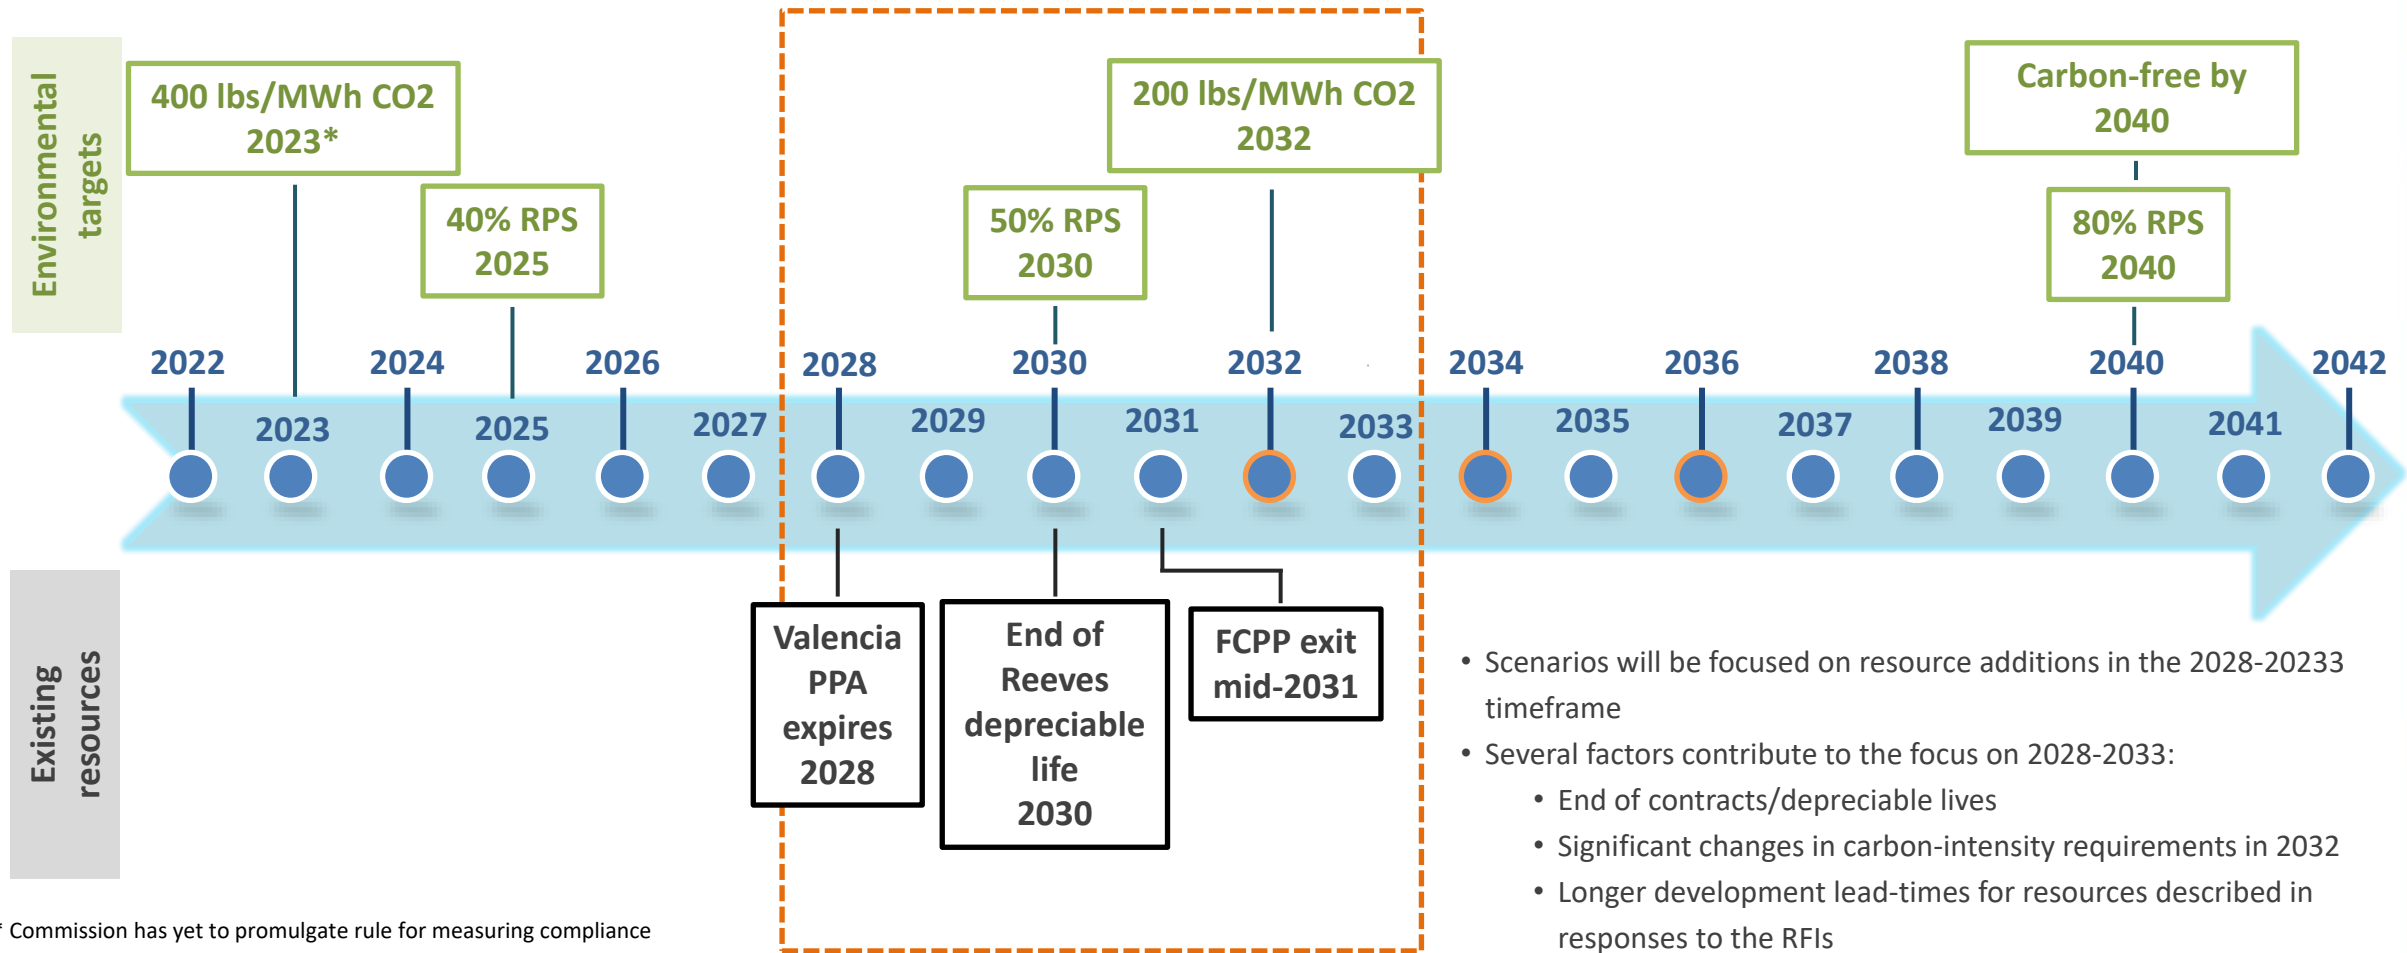 Environmental
targets
400 lbs/MWh CO2
2023*
40% RPS
2025
50% RPS
2030
200 lbs/MWh CO2
2032
Carbon-free by
2040
80% RPS
2040
2022
2023
2024
2025
2026
2027
2028
2029
2030
2031
2032
2033
2034
2035
2036
2037
2038
2039
2040
2041
2042
Existing
resources
Valencia
PPA
expires
2028
End of
Reeves
depreciable
life
2030
FCPP exit
mid-2031
• Scenarios will be focused on resource additions in the 2028-20233
timeframe
• Several factors contribute to the focus on 2028-2033:
• End of contracts/depreciable lives
• Significant changes in carbon-intensity requirements in 2032
• Longer development lead-times for resources described in
responses to the RFIs
* Commission has yet to promulgate rule for measuring compliance